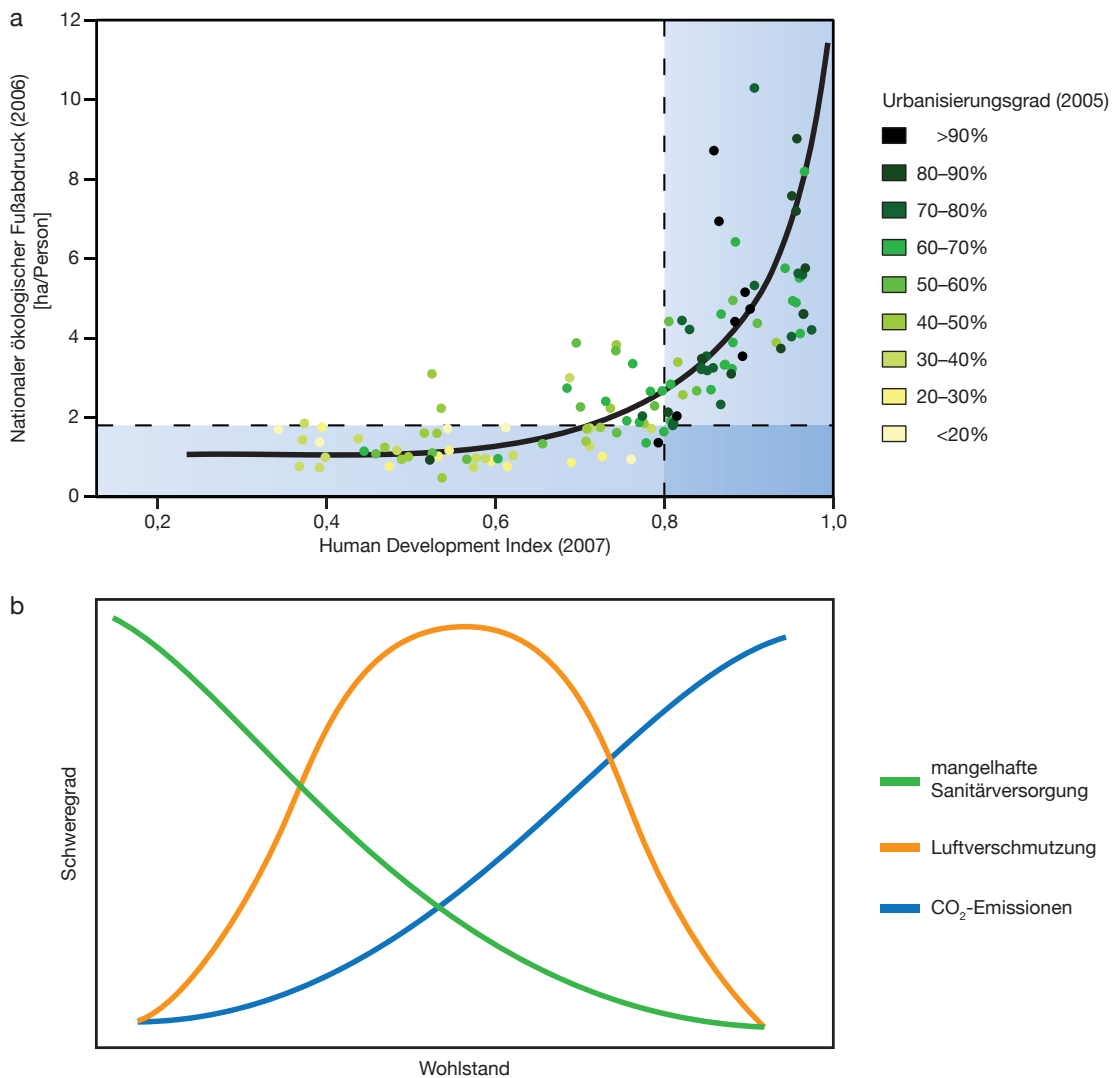 a
Nationaler ökologischer Fußabdruck (2006)
[ha/Person]
12
10
8
6
4
2
0
0,2
0,4
0,6
0,8
1,0
Human Development Index (2007)
Urbanisierungsgrad (2005)
>90%
80–90%
70–80%
60–70%
50–60%
40–50%
30–40%
20–30%
<20%
b
Schweregrad
Wohlstand
mangelhafte
Sanitärversorgung
Luftverschmutzung
CO₂-Emissionen